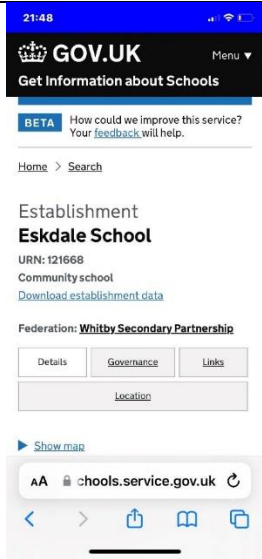 21:48
GOV.UK
Menu ▼
Get Information about Schools
BETA
How could we improve this service?
Your feedback will help.
Home > Search
Establishment
Eskdale School
URN: 121668
Community school
Download establishment data
Federation: Whitby Secondary Partnership
Details
Governance
Links
Location
Show map
AA
chools.service.gov.uk